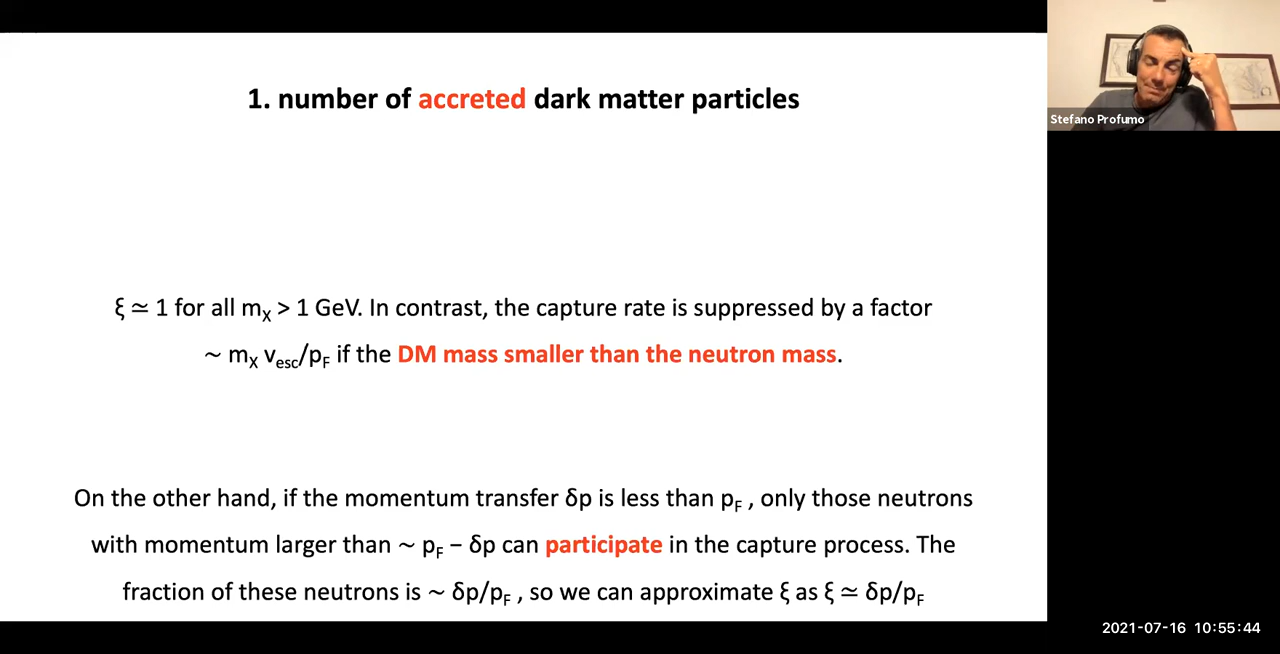 1. number of accreted dark matter particles
Stefano Profumo
ξ ≃ 1 for all mX > 1 GeV. In contrast, the capture rate is suppressed by a factor
~ mX vesc/pF if the DM mass smaller than the neutron mass.
On the other hand, if the momentum transfer δp is less than pF , only those neutrons
with momentum larger than ~ pF − δp can participate in the capture process. The
fraction of these neutrons is ~ δp/pF , so we can approximate ξ as ξ ≃ δp/pF
2021-07-16 10:55:44